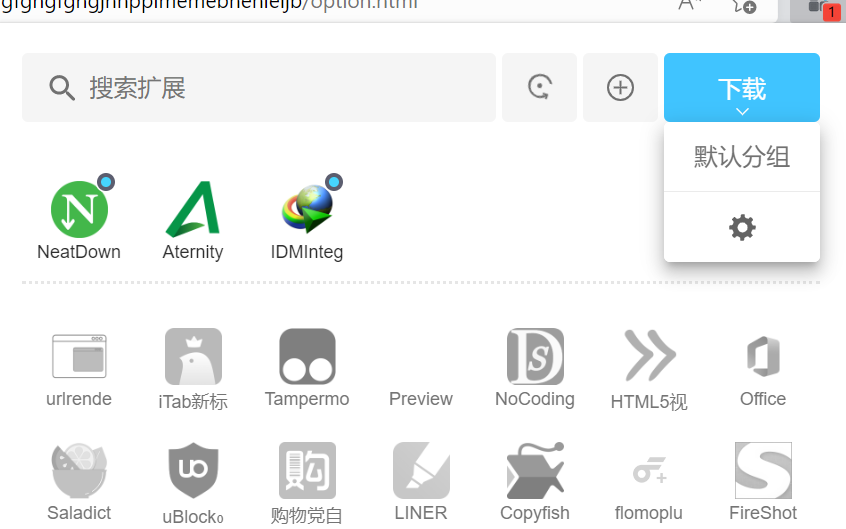 /option.html
1
搜索扩展
下载
默认分组
NeatDown
Aternity
IDMInteg
urlrende
iTab新标
Tampermo
Preview
NoCoding
HTML5视
Office
Saladict
uBlock₀
购物党自
LINER
Copyfish
flomoplu
FireShot